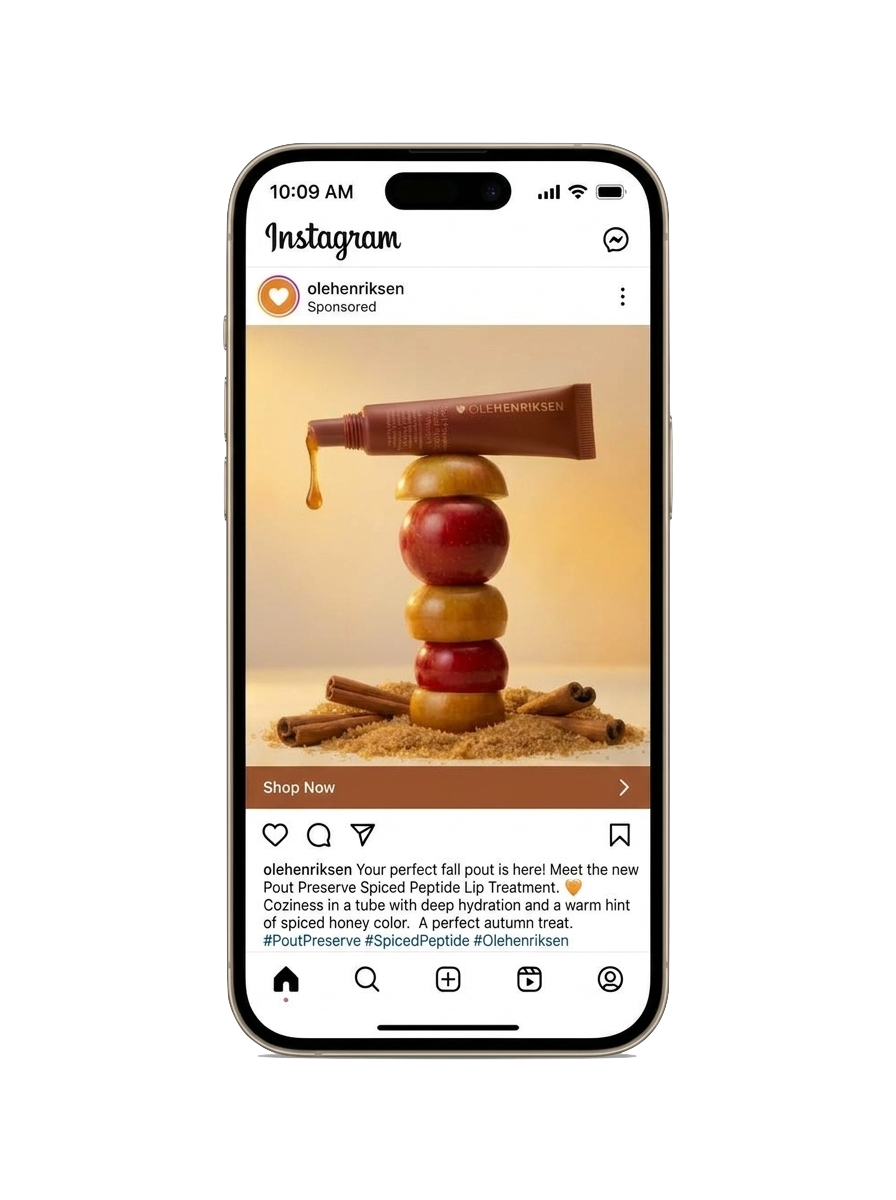 10:09 AM
Instagram
olehenriksen
Sponsored
OLEHENRIKSEN
Shop Now
olehenriksen Your perfect fall pout is here! Meet the new
Pout Preserve Spiced Peptide Lip Treatment. 🧡
Coziness in a tube with deep hydration and a warm hint
of spiced honey color.  A perfect autumn treat.
#PoutPreserve #SpicedPeptide #Olehenriksen